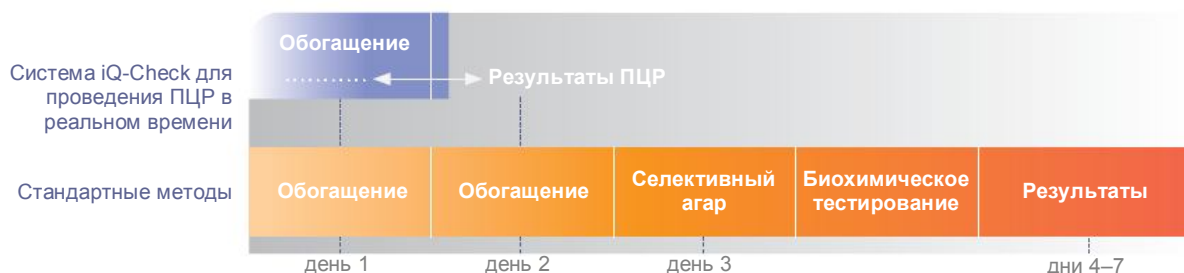 Обогащение
Система iQ-Check для
проведения ПЦР в
реальном времени
Результаты ПЦР
Стандартные методы
Обогащение
Обогащение
Селективный
агар
Биохимическое
тестирование
Результаты
день 1
день 2
день 3
дни 4–7